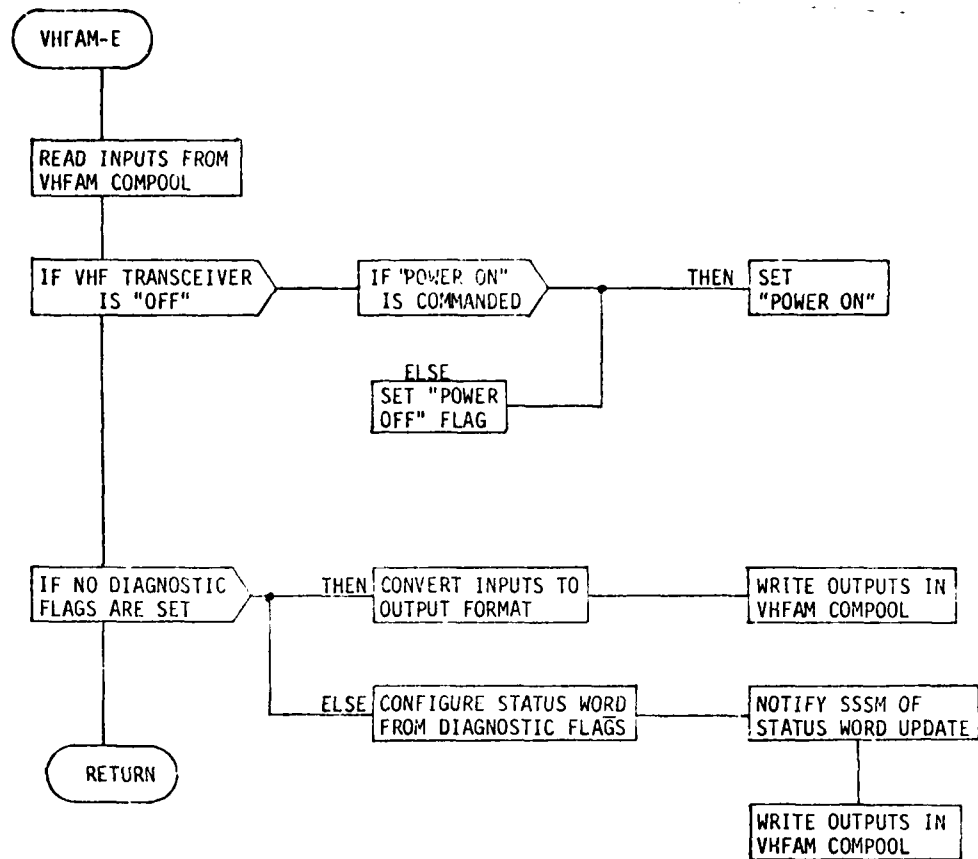 VHFAM-E
READ INPUTS FROM
VHFAM COMPOOL
IF VHF TRANSCEIVER
IS "OFF"
IF "POWER ON"
IS COMMANDED
THEN
SET
"POWER ON"
ELSE
SET "POWER
OFF" FLAG
IF NO DIAGNOSTIC
FLAGS ARE SET
THEN
CONVERT INPUTS TO
OUTPUT FORMAT
WRITE OUTPUTS IN
VHFAM COMPOOL
ELSE
CONFIGURE STATUS WORD
FROM DIAGNOSTIC FLAGS
NOTIFY SSSM OF
STATUS WORD UPDATE
RETURN
WRITE OUTPUTS IN
VHFAM COMPOOL